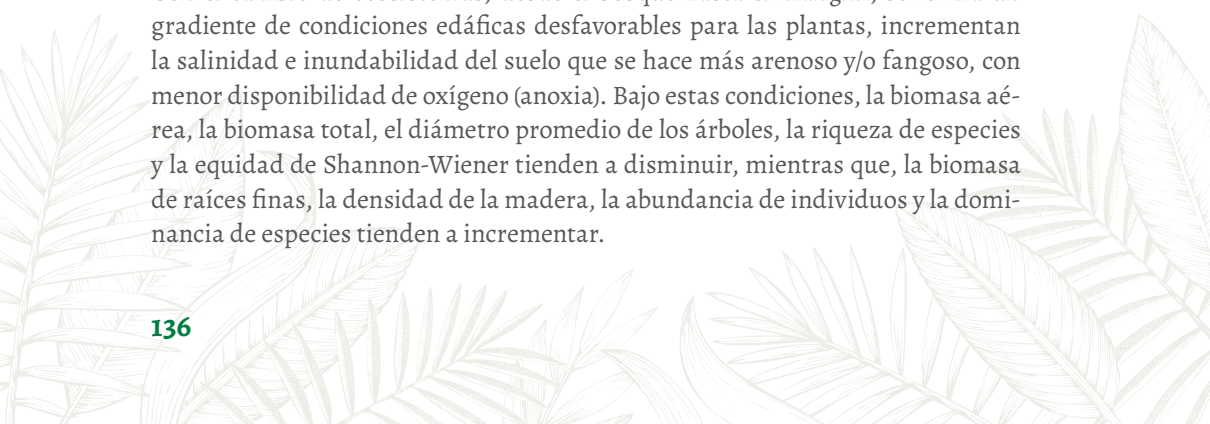 gradiente de condiciones edáficas desfavorables para las plantas, incrementan
la salinidad e inundabilidad del suelo que se hace más arenoso y/o fangoso, con
menor disponibilidad de oxígeno (anoxia). Bajo estas condiciones, la biomasa aé-
rea, la biomasa total, el diámetro promedio de los árboles, la riqueza de especies
y la equidad de Shannon-Wiener tienden a disminuir, mientras que, la biomasa
de raíces finas, la densidad de la madera, la abundancia de individuos y la domi-
nancia de especies tienden a incrementar.
136